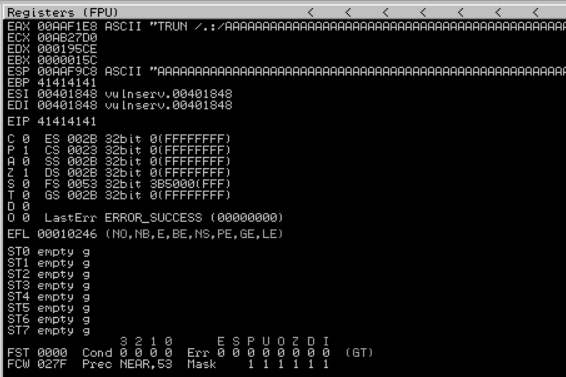 Registers (FPU) < < < < < < <
EAX 00AAF1E8 ASCII "TRUN /.:/AAAAAAAAAAAAAAAAAAAAAAAAAAAAAAAAAAAAAAAAAAAAA
ECX 00AB27D0
EDX 000195CE
EBX 0000015C
ESP 00AAF9C8 ASCII "AAAAAAAAAAAAAAAAAAAAAAAAAAAAAAAAAAAAAAAAAAAAAAAAAAAAAA
EBP 41414141
ESI 00401848 vulnserv.00401848
EDI 00401848 vulnserv.00401848
EIP 41414141
C 0 ES 002B 32bit 0(FFFFFFFF)
P 1 CS 0023 32bit 0(FFFFFFFF)
A 0 SS 002B 32bit 0(FFFFFFFF)
Z 1 DS 002B 32bit 0(FFFFFFFF)
S 0 FS 0053 32bit 3B5000(FFF)
T 0 GS 002B 32bit 0(FFFFFFFF)
D 0
O 0 LastErr ERROR_SUCCESS (00000000)
EFL 00010246 (NO,NB,E,BE,NS,PE,GE,LE)
ST0 empty g
ST1 empty g
ST2 empty g
ST3 empty g
ST4 empty g
ST5 empty g
ST6 empty g
ST7 empty g
3 2 1 0 E S P U O Z D I
FST 0000 Cond 0 0 0 0 Err 0 0 0 0 0 0 0 0 (GT)
FCW 027F Prec NEAR,53 Mask 1 1 1 1 1 1